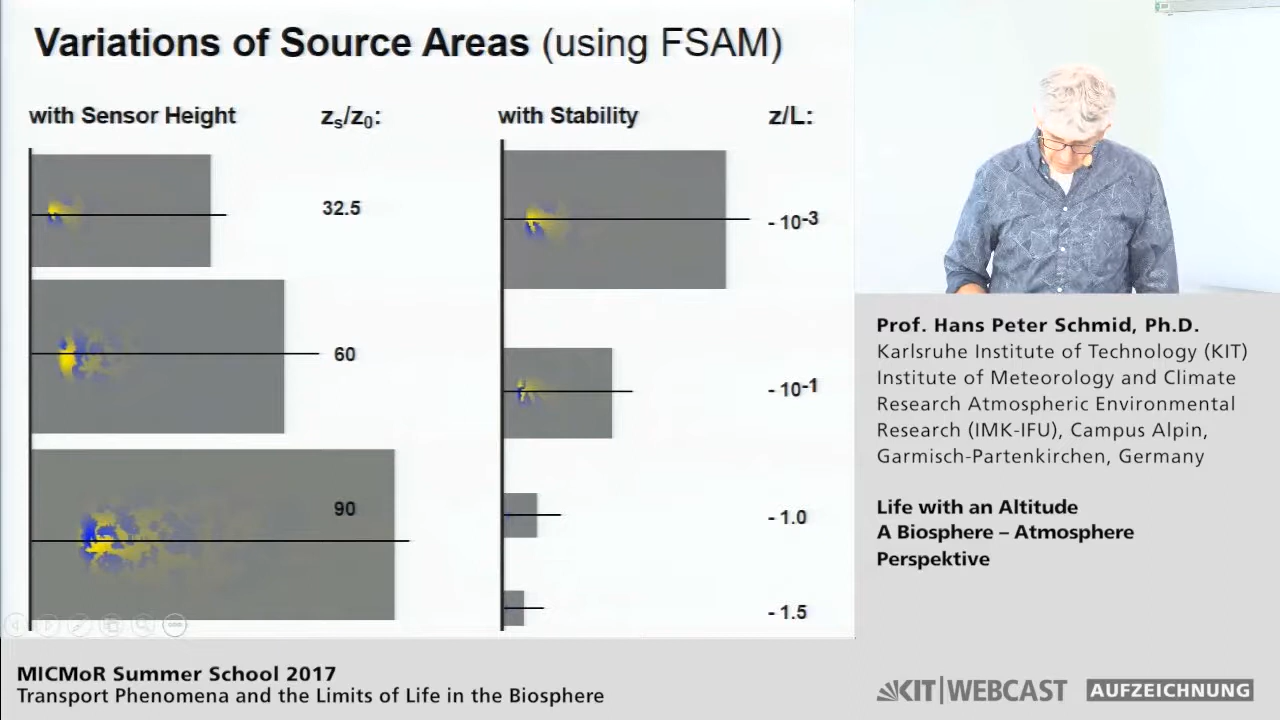 Variations of Source Areas (using FSAM)
with Sensor Height zs/z0:
32.5
60
90
with Stability z/L:
- 10-3
- 10-1
- 1.0
- 1.5
Prof. Hans Peter Schmid, Ph.D.
Karlsruhe Institute of Technology (KIT)
Institute of Meteorology and Climate
Research Atmospheric Environmental
Research (IMK-IFU), Campus Alpin,
Garmisch-Partenkirchen, Germany
Life with an Altitude
A Biosphere – Atmosphere
Perspektive
MICMoR Summer School 2017
Transport Phenomena and the Limits of Life in the Biosphere
KIT|WEBCAST AUFZEICHNUNG